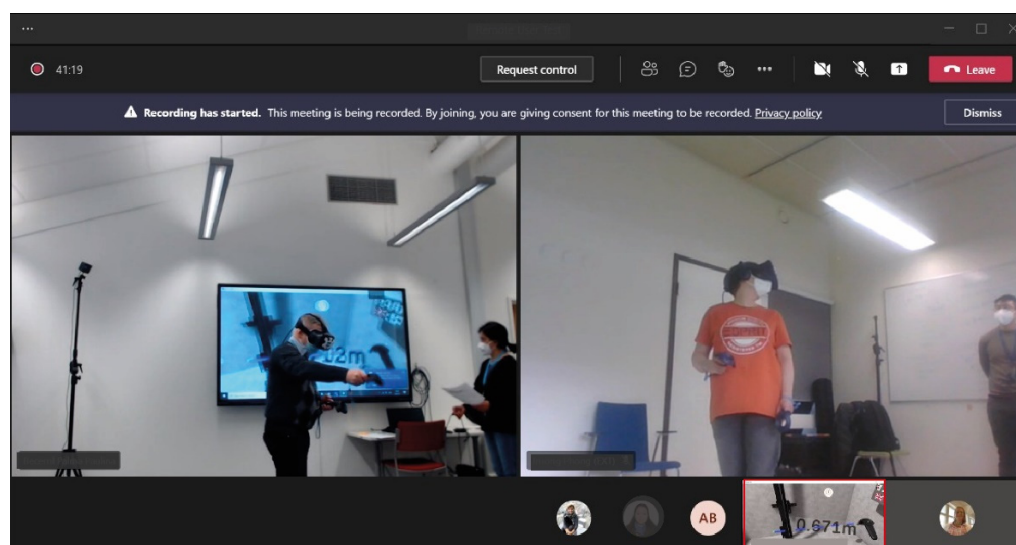 41:19
Request control
Leave
Recording has started. This meeting is being recorded. By joining, you are giving consent for this meeting to be recorded. Privacy policy
Dismiss
AB
0.671m